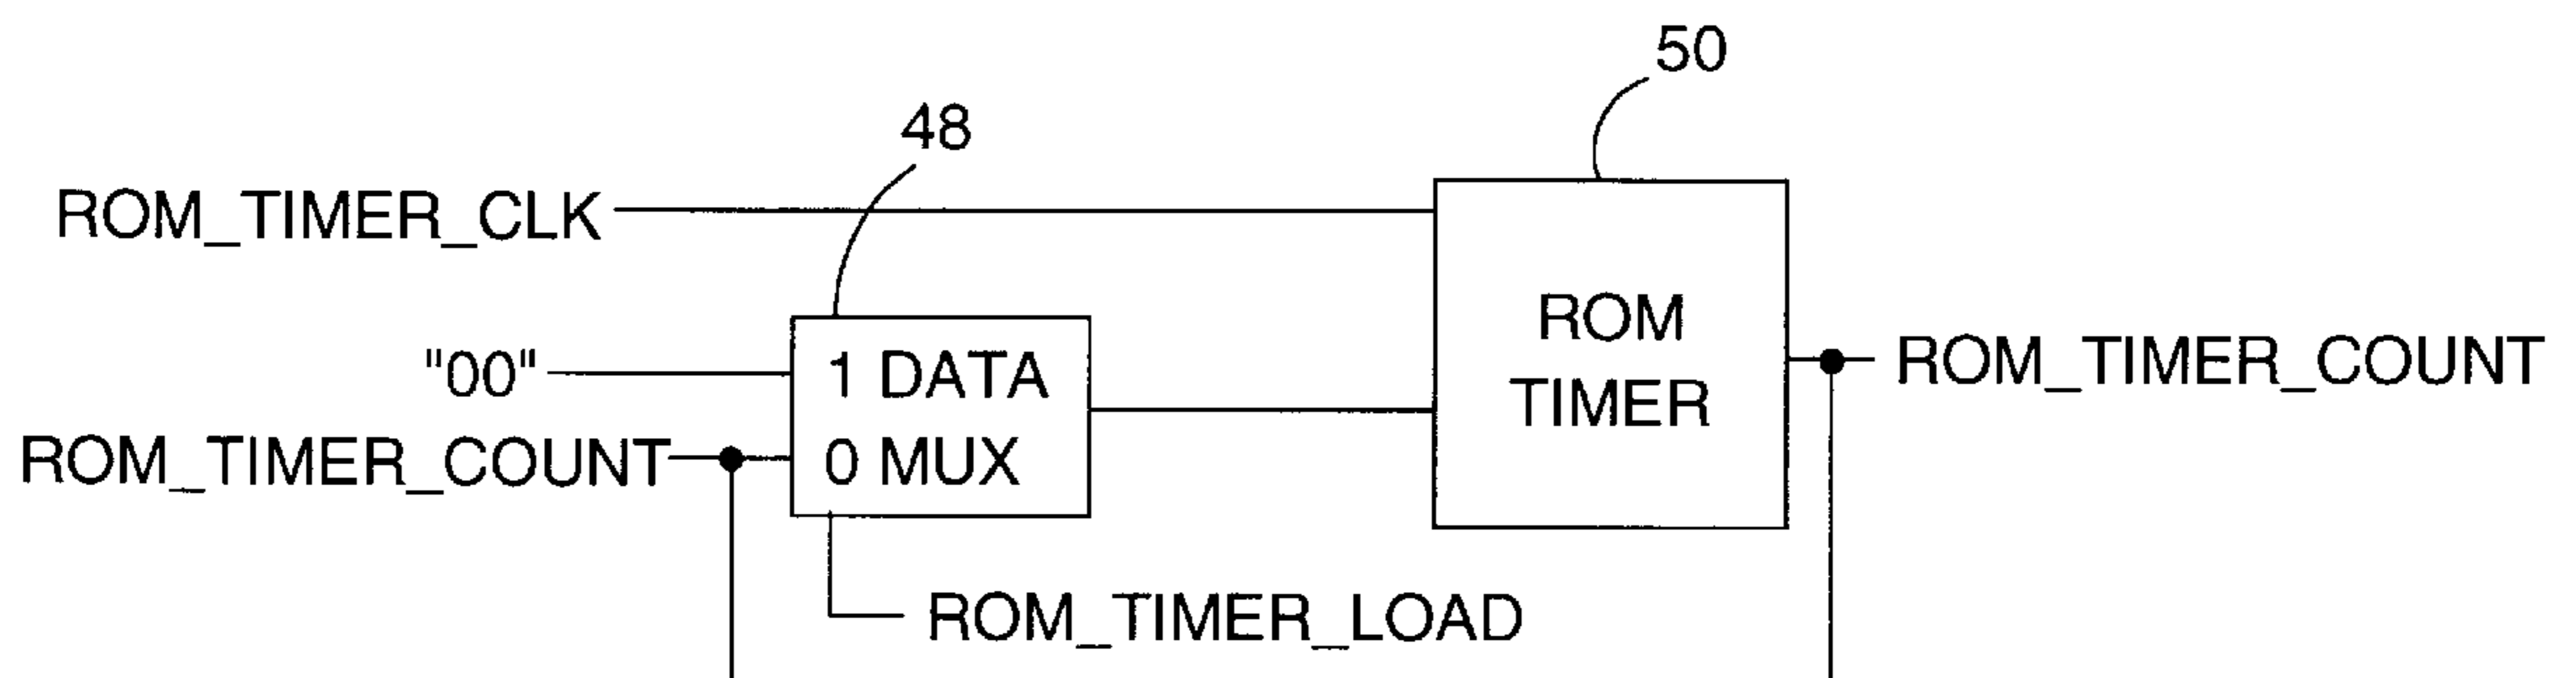 50
48
ROM_TIMER_CLK
ROM
TIMER
"00"
1 DATA
0 MUX
ROM_TIMER_COUNT
ROM_TIMER_COUNT
ROM_TIMER_LOAD